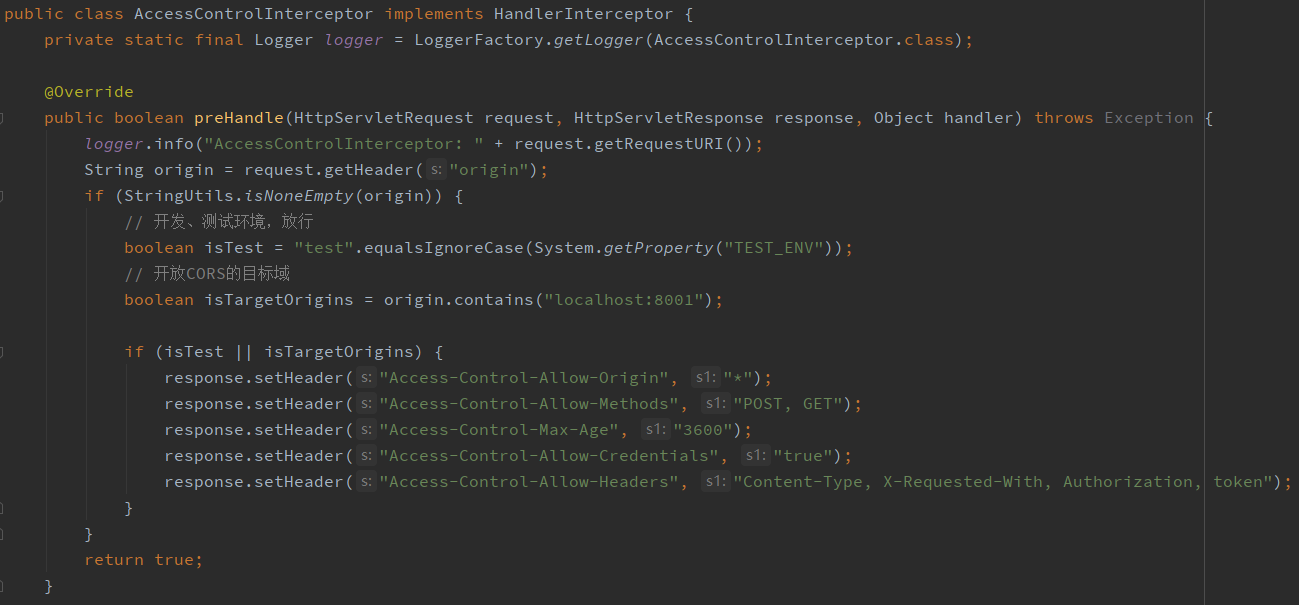 public class AccessControlInterceptor implements HandlerInterceptor {
private static final Logger logger = LoggerFactory.getLogger(AccessControlInterceptor.class);
@Override
public boolean preHandle(HttpServletRequest request, HttpServletResponse response, Object handler) throws Exception {
logger.info("AccessControlInterceptor: " + request.getRequestURI());
String origin = request.getHeader( s: "origin");
if (StringUtils.isNoneEmpty(origin)) {
// 开发、测试环境，放行
boolean isTest = "test".equalsIgnoreCase(System.getProperty("TEST_ENV"));
// 开放CORS的目标域
boolean isTargetOrigins = origin.contains("localhost:8001");
if (isTest || isTargetOrigins) {
response.setHeader( s: "Access-Control-Allow-Origin", s1: "*");
response.setHeader( s: "Access-Control-Allow-Methods", s1: "POST, GET");
response.setHeader( s: "Access-Control-Max-Age", s1: "3600");
response.setHeader( s: "Access-Control-Allow-Credentials", s1: "true");
response.setHeader( s: "Access-Control-Allow-Headers", s1: "Content-Type, X-Requested-With, Authorization, token");
}
}
return true;
}